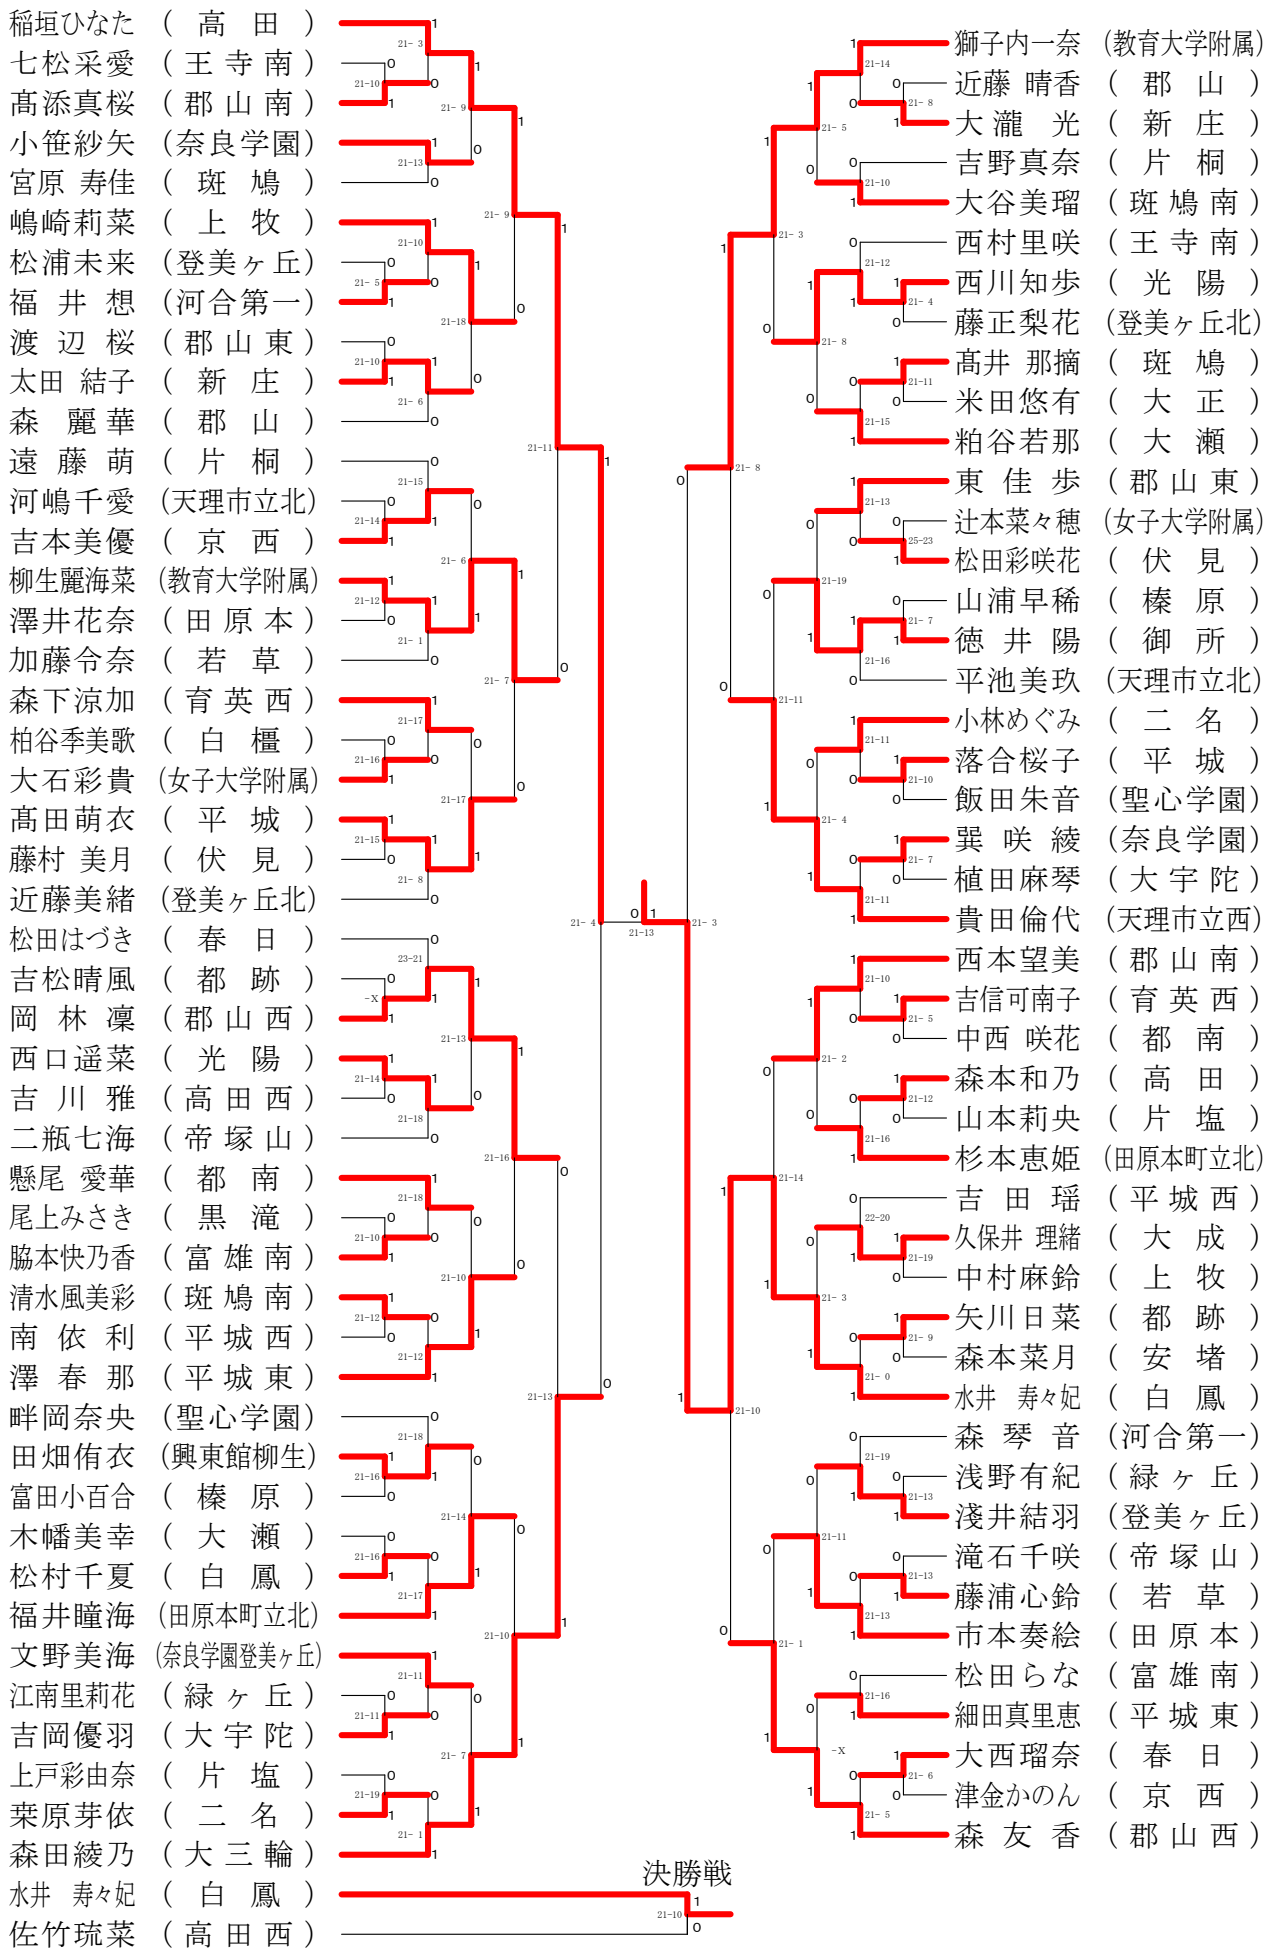 稲垣ひなた ( 高 田 )
七松采愛 ( 王 寺 南 )
髙添真桜 ( 郡 山 南 )
小笹紗矢 (奈良学園)
宮原 寿佳 ( 斑 鳩 )
嶋崎莉菜 ( 上 牧 )
松浦未来 (登美ヶ丘)
福 井 想 (河合第一)
渡 辺 桜 ( 郡 山 東 )
太田 結子 ( 新 庄 )
森 麗 華 ( 郡 山 )
遠 藤 萌 ( 片 桐 )
河嶋千愛 (天理市立北)
吉本美優 ( 京 西 )
柳生麗海菜 (教育大学附属)
澤井花奈 ( 田 原 本 )
加藤令奈 ( 若 草 )
森下涼加 ( 育 英 西 )
柏谷季美歌 ( 白 橿 )
大石彩貴 (女子大学附属)
髙田萌衣 ( 平 城 )
藤村 美月 ( 伏 見 )
近藤美緒 (登美ヶ丘北)
松田はづき ( 春 日 )
吉松晴風 ( 都 跡 )
岡 林 凜 ( 郡 山 西 )
西口遥菜 ( 光 陽 )
吉 川 雅 ( 高 田 西 )
二瓶七海 ( 帝 塚 山 )
懸尾 愛華 ( 都 南 )
尾上みさき ( 黒 滝 )
脇本快乃香 ( 富 雄 南 )
清水風美彩 ( 斑 鳩 南 )
南 依 利 ( 平 城 西 )
澤 春 那 ( 平 城 東 )
畔岡奈央 (聖心学園)
田畑侑衣 (興東館柳生)
富田小百合 ( 榛 原 )
木幡美幸 ( 大 瀬 )
松村千夏 ( 白 鳳 )
福井瞳海 (田原本町立北)
文野美海 (奈良学園登美ヶ丘)
江南里莉花 ( 緑 ヶ 丘 )
吉岡優羽 ( 大 宇 陀 )
上戸彩由奈 ( 片 塩 )
桒原芽依 ( 二 名 )
森田綾乃 ( 大 三 輪 )
水井 寿々妃 ( 白 鳳 )
佐竹琉菜 ( 高 田 西 )
決勝戦
21-10
1
0
獅子内一奈 (教育大学附属)
近藤 晴香 ( 郡 山 )
大 瀧 光 ( 新 庄 )
吉野真奈 ( 片 桐 )
大谷美瑠 ( 斑 鳩 南 )
西村里咲 ( 王 寺 南 )
西川知歩 ( 光 陽 )
藤正梨花 (登美ヶ丘北)
髙井 那摘 ( 斑 鳩 )
米田悠有 ( 大 正 )
粕谷若那 ( 大 瀬 )
東 佳 歩 ( 郡 山 東 )
辻本菜々穂 (女子大学附属)
松田彩咲花 ( 伏 見 )
山浦早稀 ( 榛 原 )
徳 井 陽 ( 御 所 )
平池美玖 (天理市立北)
小林めぐみ ( 二 名 )
落合桜子 ( 平 城 )
飯田朱音 (聖心学園)
巽 咲 綾 (奈良学園)
植田麻琴 ( 大 宇 陀 )
貴田倫代 (天理市立西)
西本望美 ( 郡 山 南 )
吉信可南子 ( 育 英 西 )
中西 咲花 ( 都 南 )
森本和乃 ( 高 田 )
山本莉央 ( 片 塩 )
杉本恵姫 (田原本町立北)
吉 田 瑶 ( 平 城 西 )
久保井 理緒 ( 大 成 )
中村麻鈴 ( 上 牧 )
矢川日菜 ( 都 跡 )
森本菜月 ( 安 堵 )
水井 寿々妃 ( 白 鳳 )
森 琴 音 (河合第一)
浅野有紀 ( 緑 ヶ 丘 )
淺井結羽 (登美ヶ丘)
滝石千咲 ( 帝 塚 山 )
藤浦心鈴 ( 若 草 )
市本奏絵 ( 田 原 本 )
松田らな ( 富 雄 南 )
細田真里恵 ( 平 城 東 )
大西瑠奈 ( 春 日 )
津金かのん ( 京 西 )
森 友 香 ( 郡 山 西 )